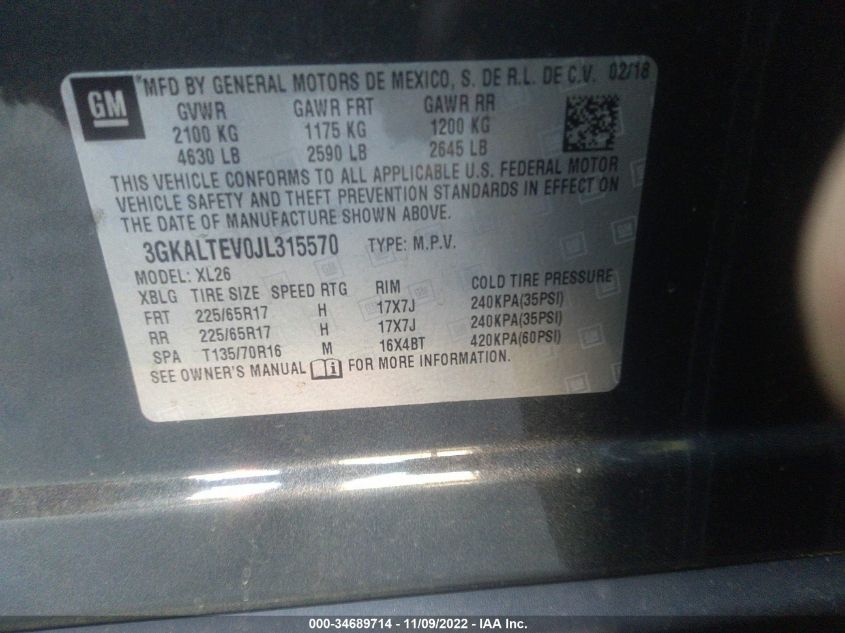 GM
*MFD BY GENERAL MOTORS DE MEXICO, S. DE R.L. DE C.V. 02/18
GVWR GAWR FRT GAWR RR
2100 KG 1175 KG 1200 KG
4630 LB 2590 LB 2645 LB
THIS VEHICLE CONFORMS TO ALL APPLICABLE U.S. FEDERAL MOTOR
VEHICLE SAFETY AND THEFT PREVENTION STANDARDS IN EFFECT ON
THE DATE OF MANUFACTURE SHOWN ABOVE.
3GKALTEV0JL315570 TYPE: M.P.V.
MODEL: XL26
XBLG TIRE SIZE SPEED RTG RIM COLD TIRE PRESSURE
FRT 225/65R17 H 17X7J 240KPA(35PSI)
RR 225/65R17 H 17X7J 240KPA(35PSI)
SPA T135/70R16 M 16X4BT 420KPA(60PSI)
SEE OWNER'S MANUAL i FOR MORE INFORMATION.
000-34689714 - 11/09/2022 - IAA Inc.